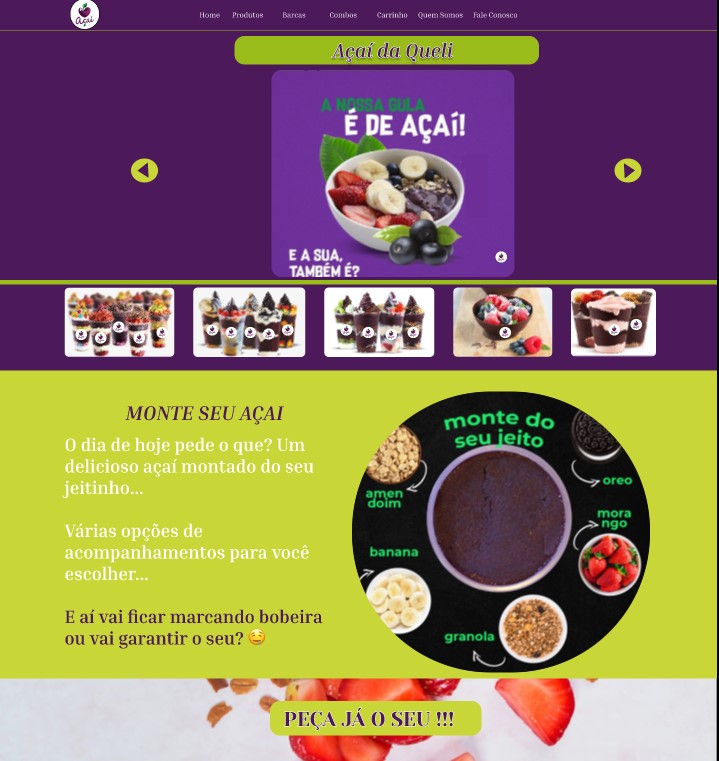 Açaí
Home Produtos Barcas Combos Carrinho Quem Somos Fale Conosco
Açaí da Queli
A NOSSA GULA
É DE AÇAÍ!
E A SUA,
TAMBÉM É?
MONTE SEU AÇAI
O dia de hoje pede o que? Um
delicioso açaí montado do seu
jeitinho...
Várias opções de
acompanhamentos para você
escolher...
E aí vai ficar marcando bobeira
ou vai garantir o seu? 🤤
monte do
seu jeito
amen
doim
oreo
mora
ngo
banana
granola
PEÇA JÁ O SEU !!!